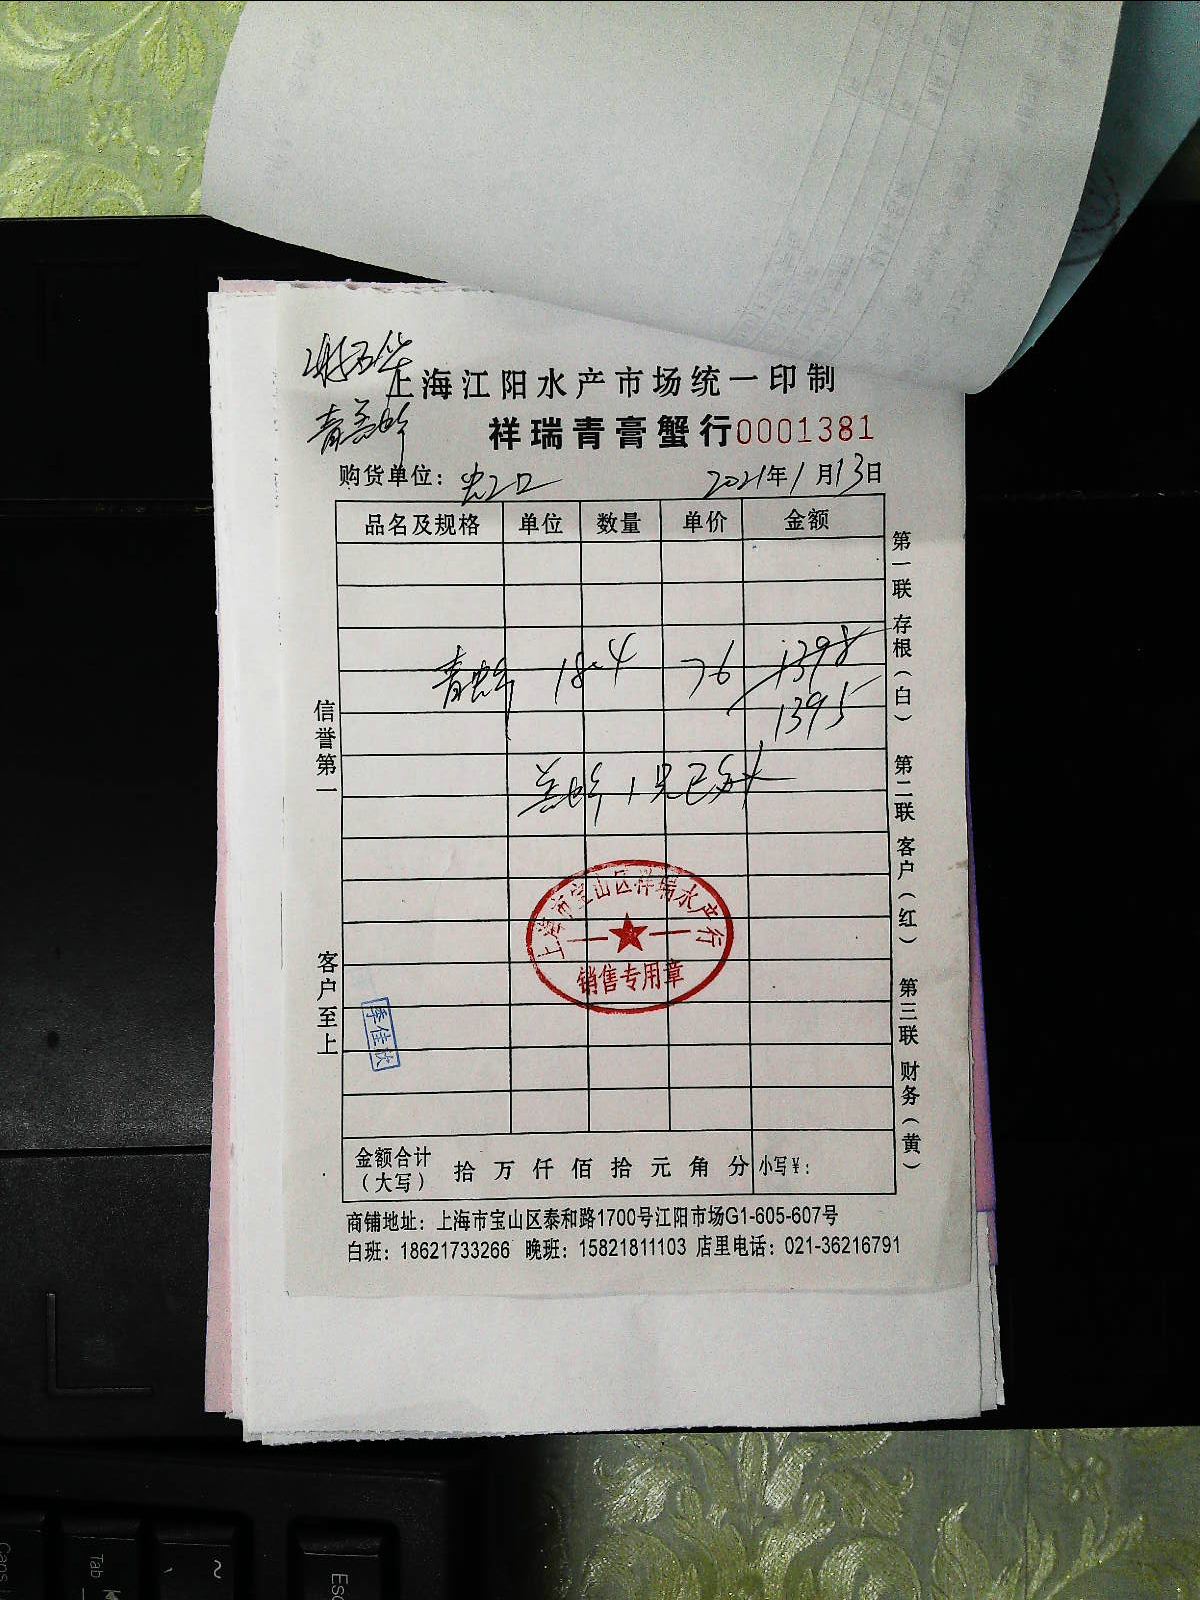 上海江阳水产市场统一印制
祥瑞青膏蟹行0001381
购货单位：
2021年1月13日
品名及规格 单位 数量 单价 金额
青 18.4 76 1398
1395
1只已
上海市宝山区祥瑞水产行
销售专用章
季佳
金额合计（大写） 拾 万 仟 佰 拾 元 角 分 小写￥：
商铺地址：上海市宝山区泰和路1700号江阳市场G1-605-607号
白班：18621733266 晚班：15821811103 店里电话：021-36216791
信誉第一 客户至上
第一联 存根（白） 第二联 客户（红） 第三联 财务（黄）
Caps
Tab
~
、
Esc